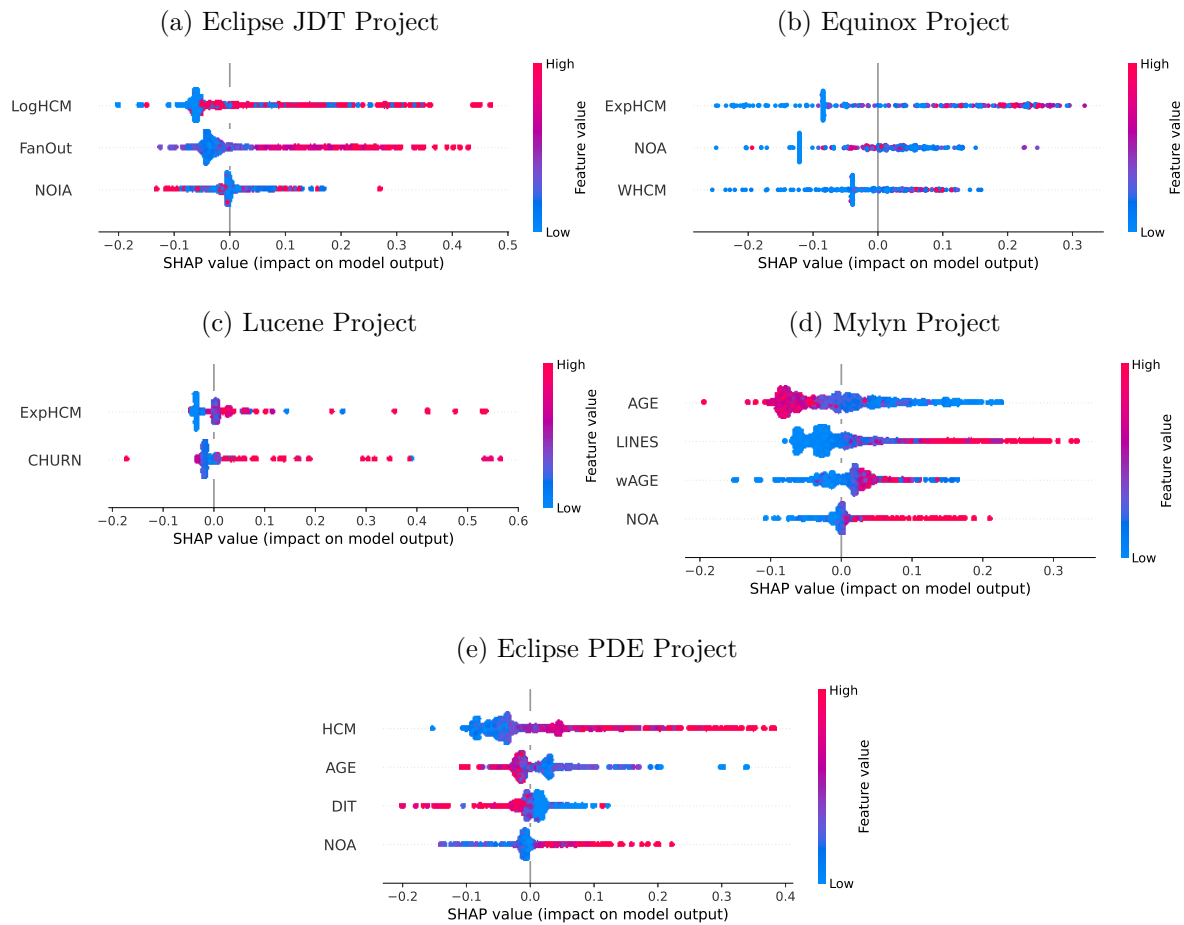 (a) Eclipse JDT Project
High
LogHCM
FanOut
NOIA
Feature value
Low
−0.2 −0.1 0.0 0.1 0.2 0.3 0.4 0.5
SHAP value (impact on model output)
(b) Equinox Project
High
ExpHCM
NOA
WHCM
Feature value
Low
−0.2 −0.1 0.0 0.1 0.2 0.3
SHAP value (impact on model output)
(c) Lucene Project
High
ExpHCM
CHURN
Feature value
Low
−0.2 −0.1 0.0 0.1 0.2 0.3 0.4 0.5 0.6
SHAP value (impact on model output)
(d) Mylyn Project
High
AGE
LINES
wAGE
NOA
Feature value
Low
−0.2 −0.1 0.0 0.1 0.2 0.3
SHAP value (impact on model output)
(e) Eclipse PDE Project
High
HCM
AGE
DIT
NOA
Feature value
Low
−0.2 −0.1 0.0 0.1 0.2 0.3 0.4
SHAP value (impact on model output)